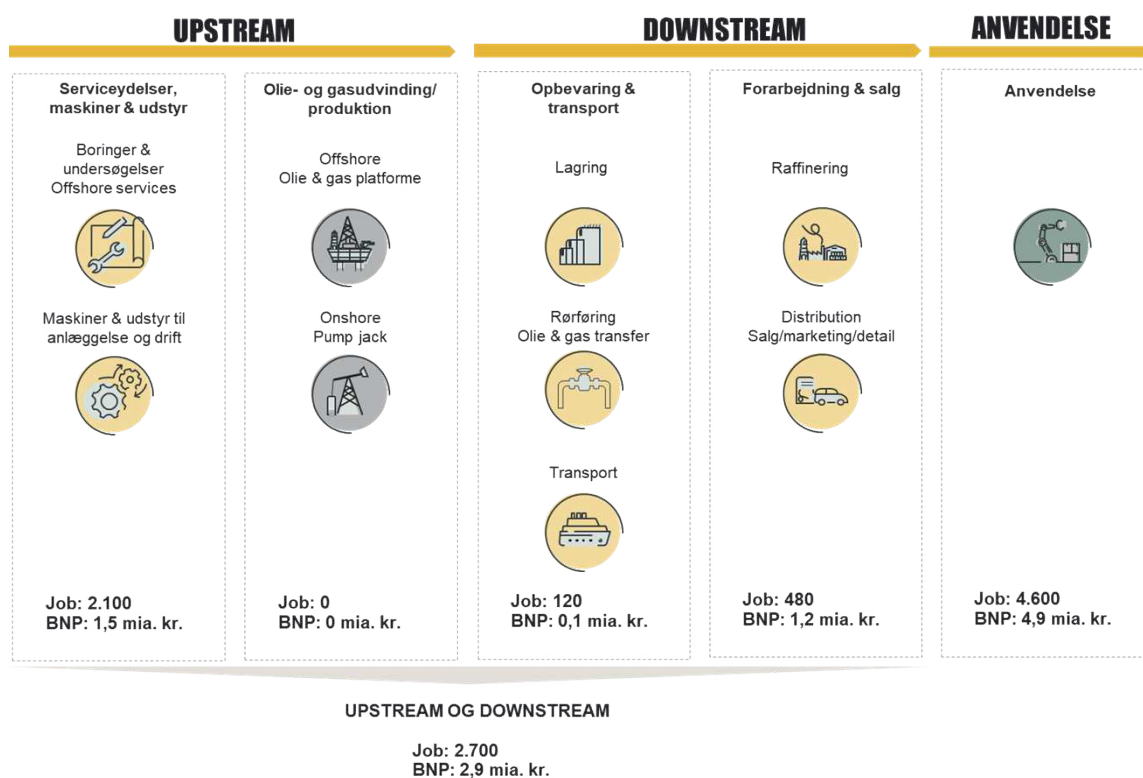 UPSTREAM
DOWNSTREAM
ANVENDELSE
Serviceydelser,
maskiner & udstyr
Boringer &
undersøgelser
Offshore services
Maskiner & udstyr til
anlæggelse og drift
Job: 2.100
BNP: 1,5 mia. kr.
Olie- og gasudvinding/
produktion
Offshore
Olie & gas platforme
Onshore
Pump jack
Job: 0
BNP: 0 mia. kr.
Opbevaring &
transport
Lagring
Rørføring
Olie & gas transfer
Transport
Job: 120
BNP: 0,1 mia. kr.
Forarbejdning & salg
Raffinering
Distribution
Salg/marketing/detail
Job: 480
BNP: 1,2 mia. kr.
Anvendelse
Job: 4.600
BNP: 4,9 mia. kr.
UPSTREAM OG DOWNSTREAM
Job: 2.700
BNP: 2,9 mia. kr.